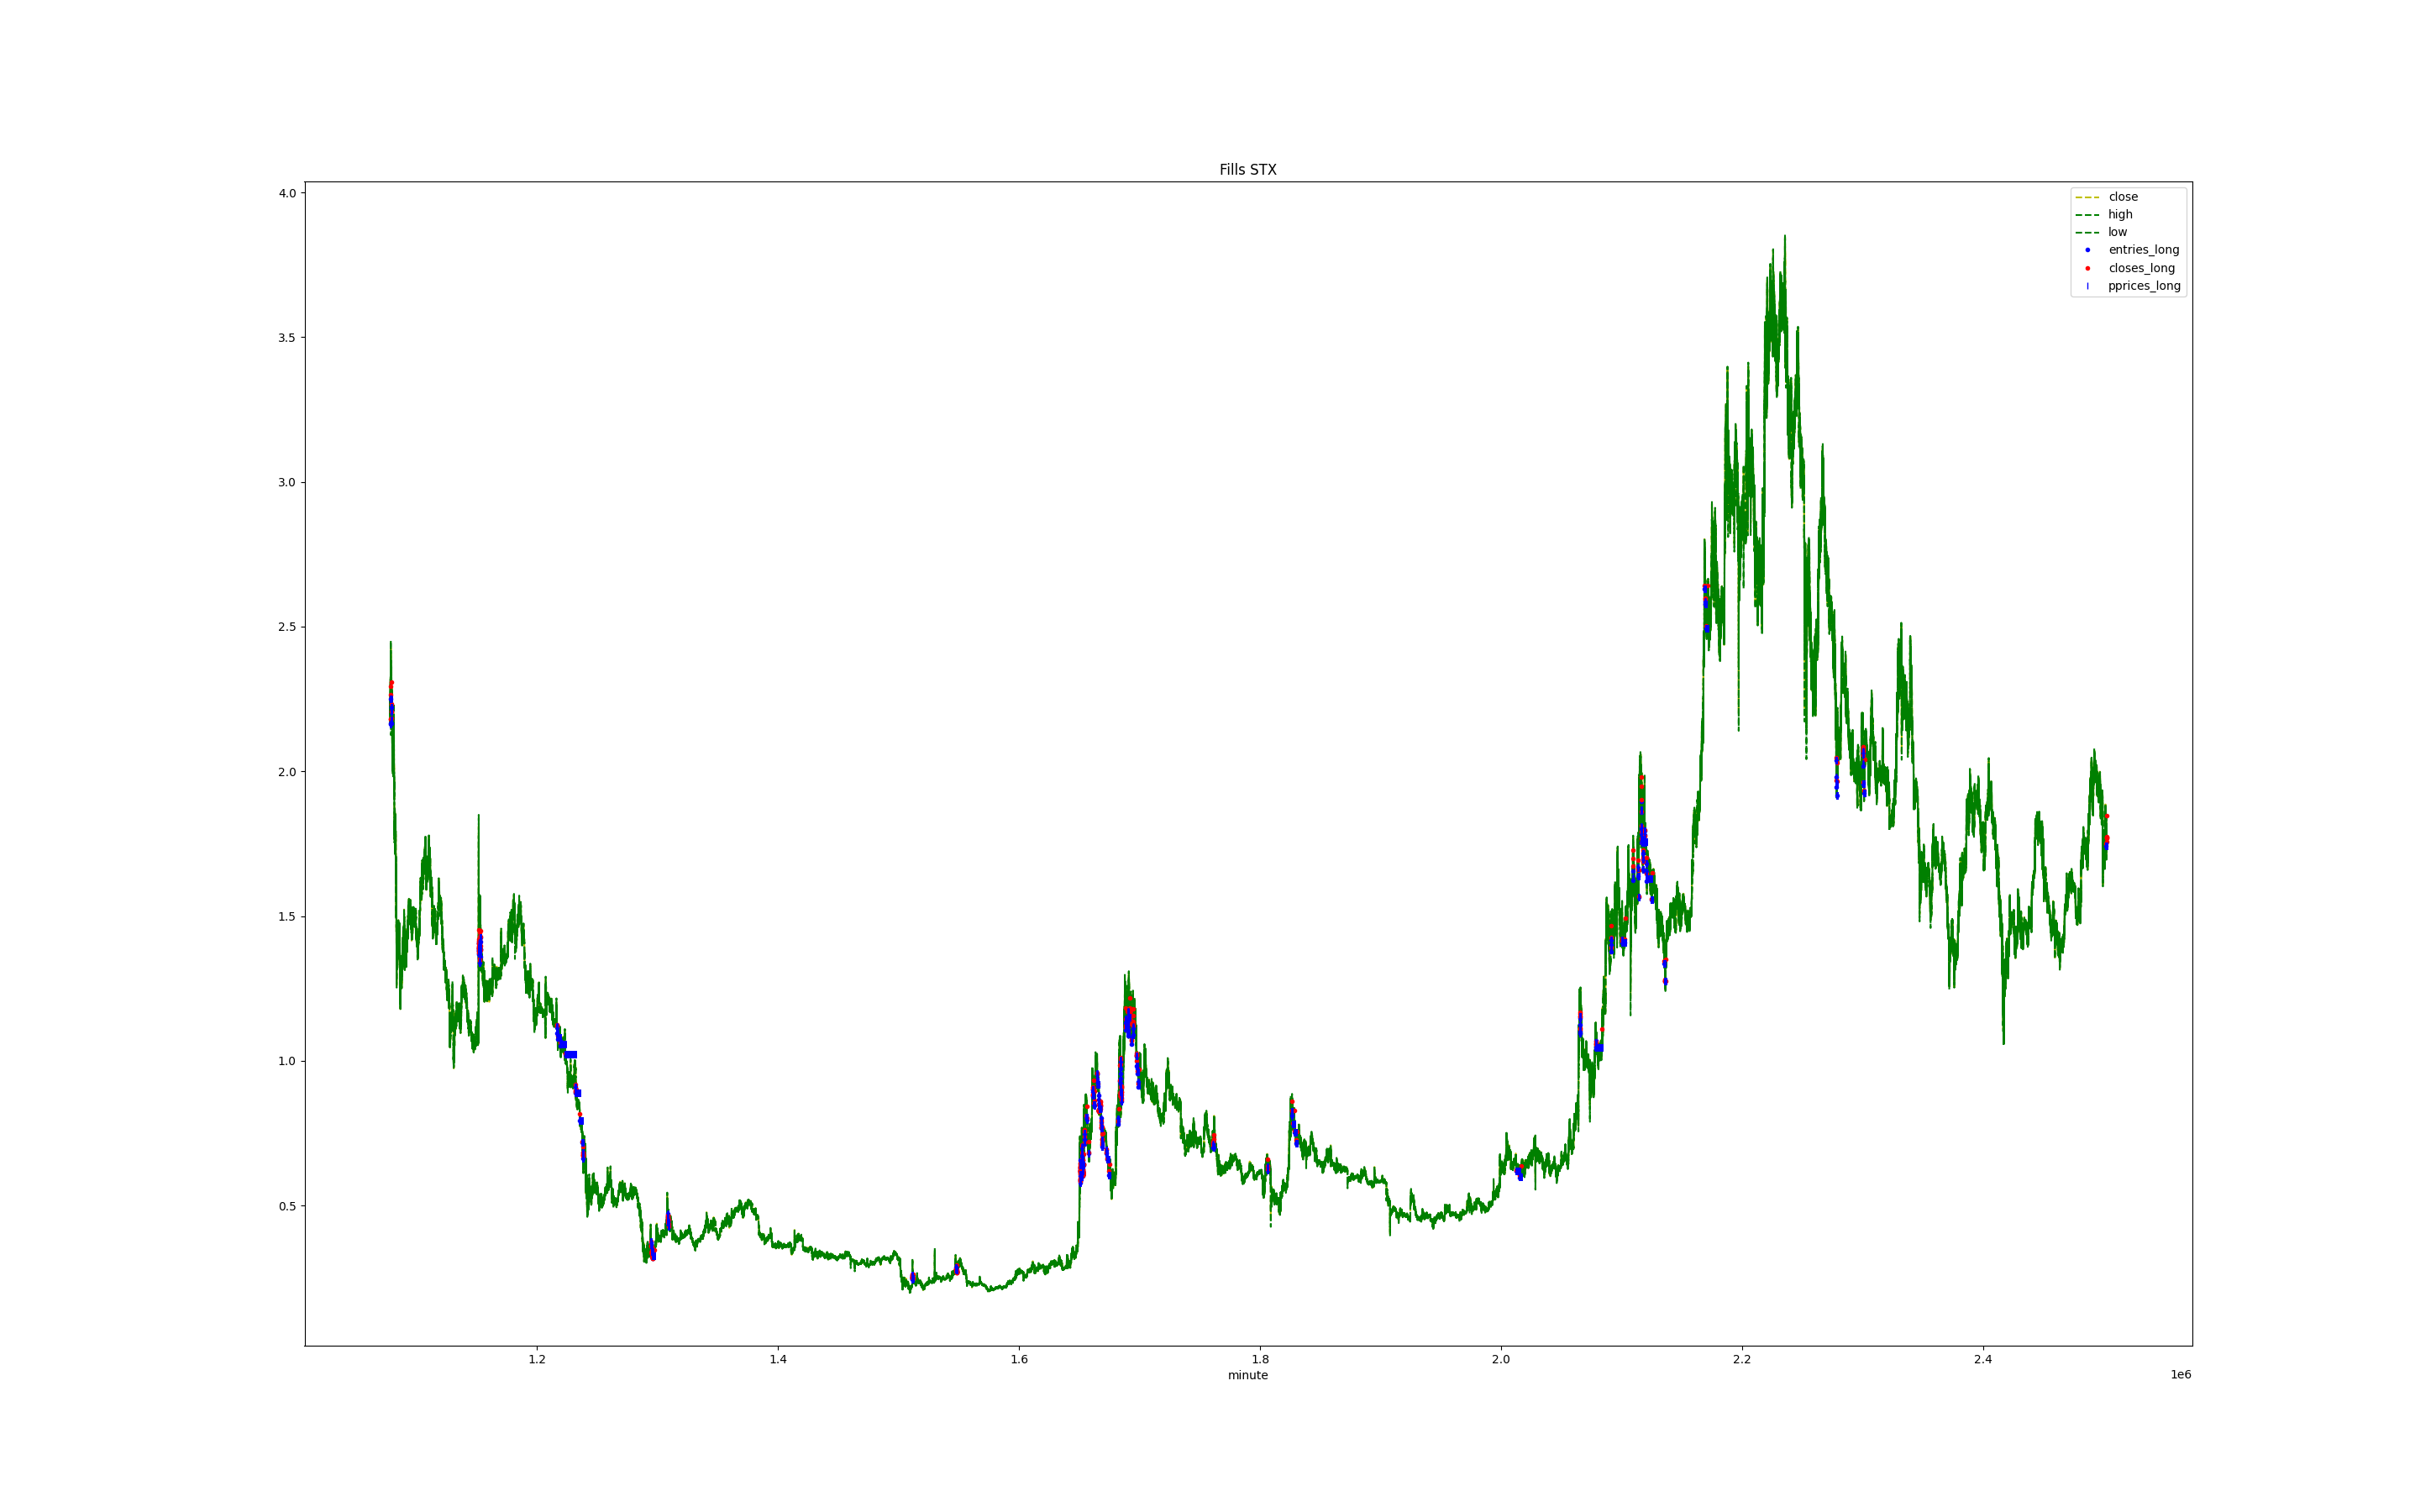 Fills STX
4.0
3.5
3.0
2.5
2.0
1.5
1.0
0.5
close
high
low
entries_long
closes_long
pprices_long
1.2 1.4 1.6 1.8 2.0 2.2 2.4
minute
1e6